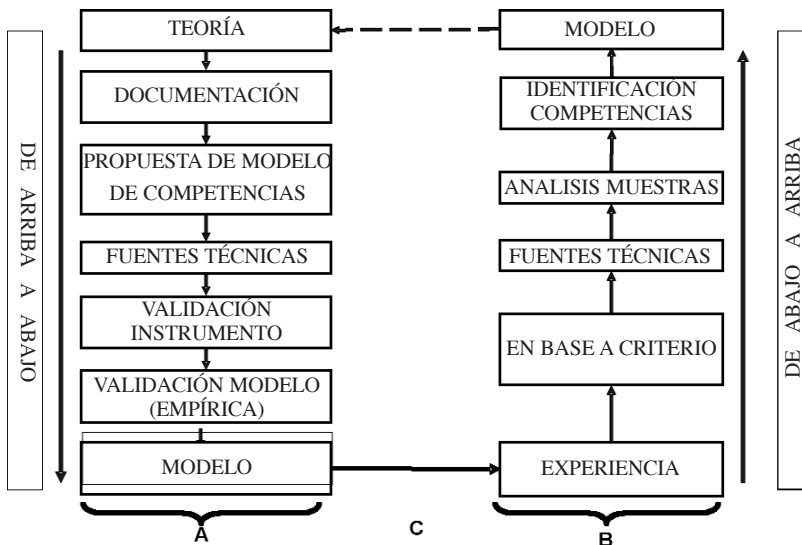 DE ARRIBA A ABAJO
TEORÍA
DOCUMENTACIÓN
PROPUESTA DE MODELO
DE COMPETENCIAS
FUENTES TÉCNICAS
VALIDACIÓN
INSTRUMENTO
VALIDACIÓN MODELO
(EMPÍRICA)
MODELO
A
C
MODELO
IDENTIFICACIÓN
COMPETENCIAS
ANALISIS MUESTRAS
FUENTES TÉCNICAS
EN BASE A CRITERIO
EXPERIENCIA
B
DE ABAJO A ARRIBA